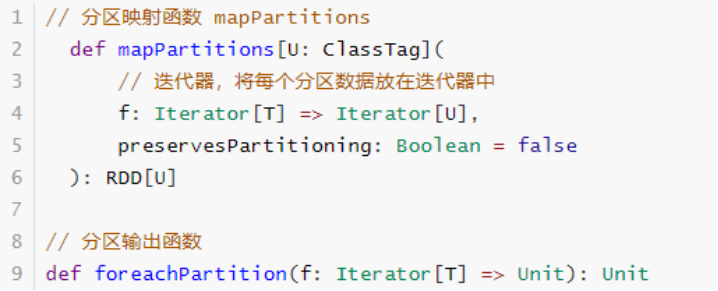 1 // 分区映射函数 mapPartitions
2 def mapPartitions[U: ClassTag](
3 // 迭代器，将每个分区数据放在迭代器中
4 f: Iterator[T] => Iterator[U],
5 preservesPartitioning: Boolean = false
6 ): RDD[U]
7
8 // 分区输出函数
9 def foreachPartition(f: Iterator[T] => Unit): Unit